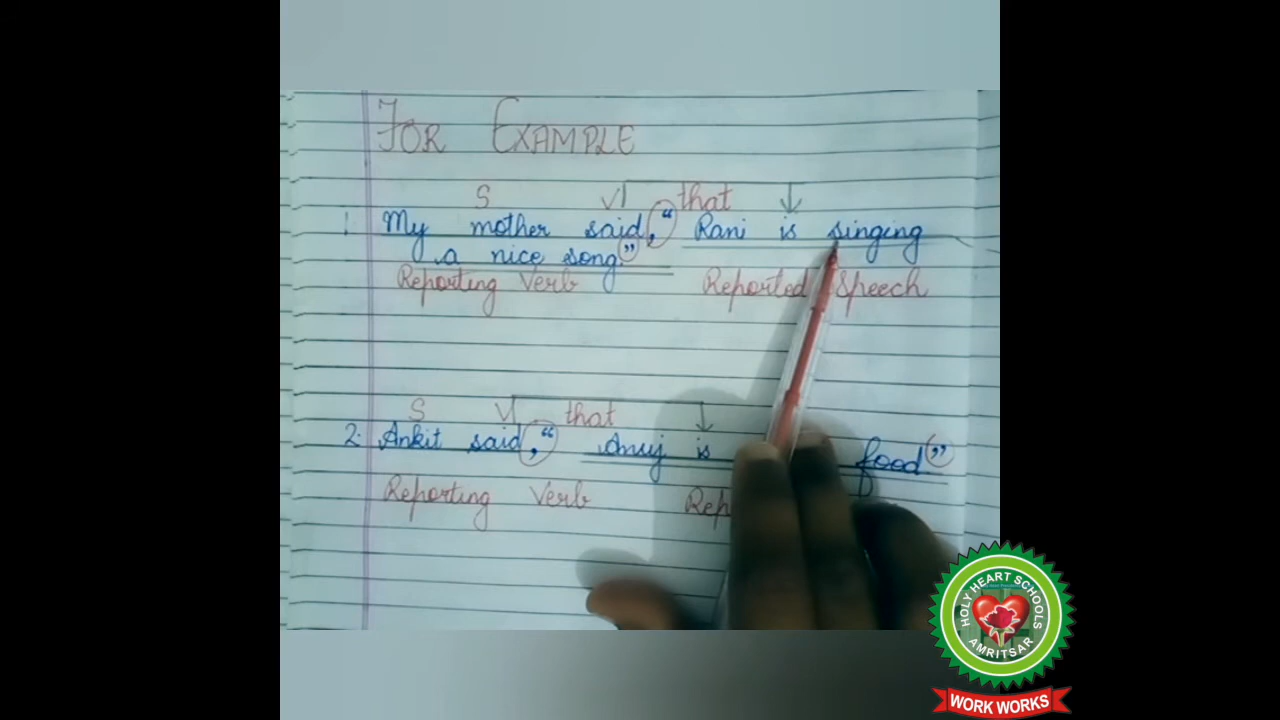 FOR EXAMPLE
S V that
1. My mother said, “Rani is singing
a nice song.”
Reporting Verb Reported Speech
S V that
2. Ankit said, “Anuj is food.”
Reporting Verb Rep
HOLY HEART SCHOOLS
AMRITSAR
WORK WORKS